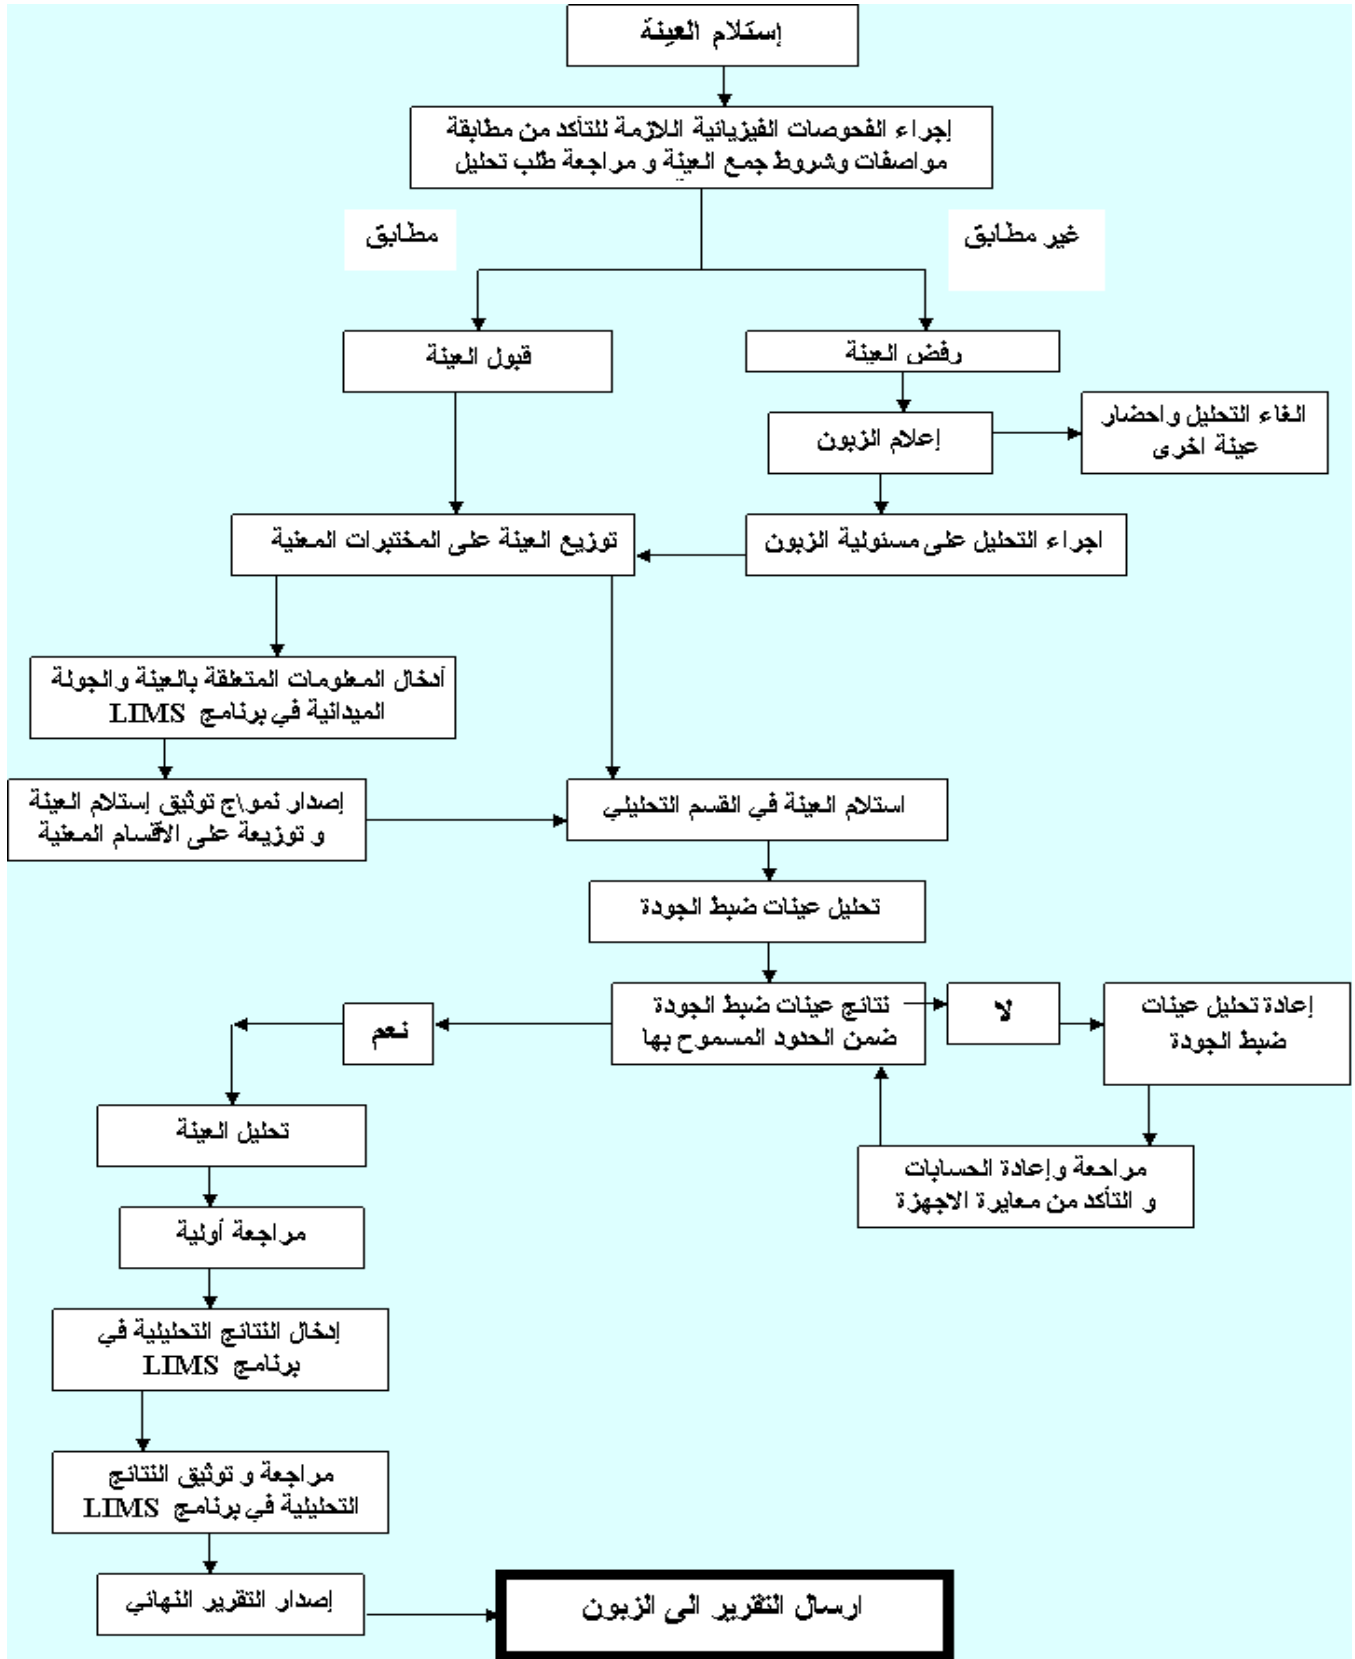 إستلام العينة
إجراء الفحوصات الفيزيائية اللازمة للتأكد من مطابقة
مواصفات وشروط جمع العينة و مراجعة طلب تحليل
غير مطابق
مطابق
رفض العينة
قبول العينة
إعلام الزبون
الغاء التحليل واحضار
عينة اخرى
اجراء التحليل على مسئولية الزبون
توزيع العينة على المختبرات المعنية
أدخال المعلومات المتعلقة بالعينة والجولة
الميدانية في برنامج LIMS
إصدار نمو\ج توثيق إستلام العينة
و توزيعة على الأقسام المعنية
استلام العينة في القسم التحليلي
تحليل عينات ضبط الجودة
نتائج عينات ضبط الجودة
ضمن الحدود المسموح بها
لا
إعادة تحليل عينات
ضبط الجودة
نعم
مراحعة وإعادة الحسابات
و التأكد من معايرة الاجهزة
تحليل العينة
مراجعة أولية
إدخال النتائج التحليلية في
برنامج LIMS
مراجعة و توثيق النتائج
التحليلية في برنامج LIMS
إصدار التقرير النهائي
ارسال التقرير الى الزبون